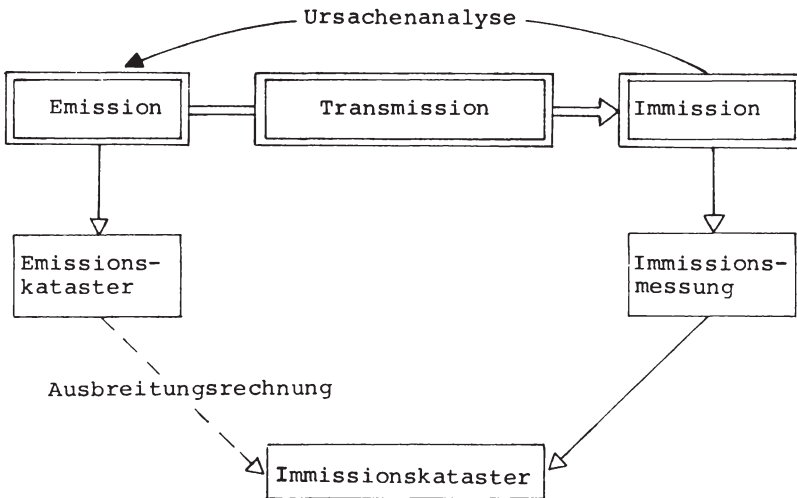 Ursachenanalyse
Emission
Transmission
Immission
Emissions-
kataster
Immissions-
messung
Ausbreitungsrechnung
Immissionskataster